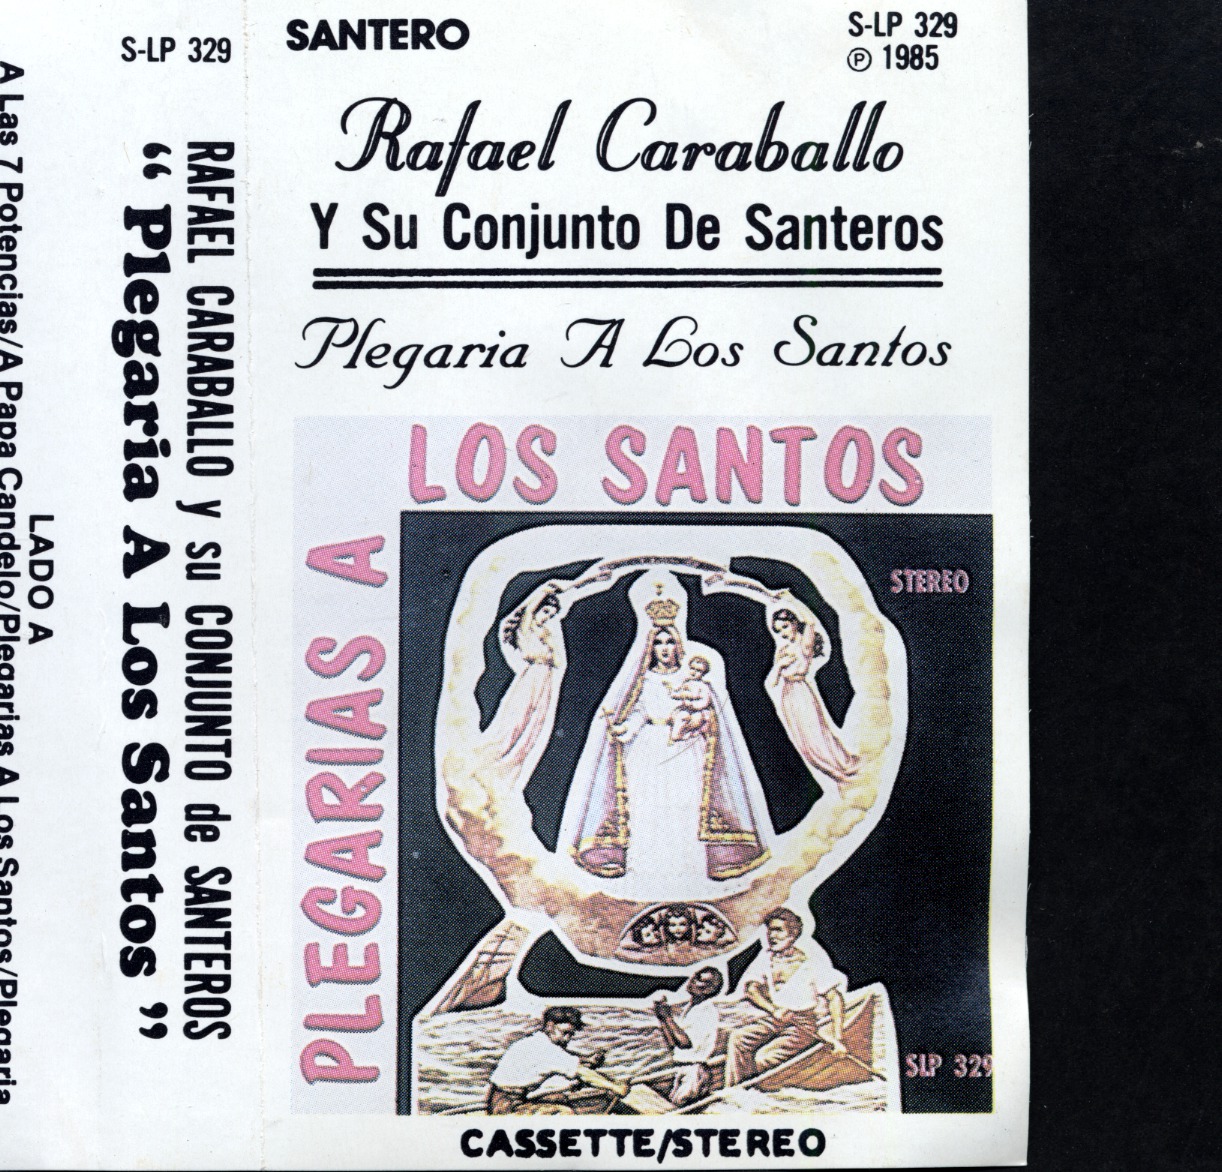 SANTERO
S-LP 329
℗ 1985
Rafael Caraballo
Y Su Conjunto De Santeros
Plegaria A Los Santos
LOS SANTOS
PLEGARIAS A
STEREO
SLP 329
CASSETTE/STEREO
S-LP 329
RAFAEL CARABALLO y su CONJUNTO de SANTEROS
“ Plegaria A Los Santos ”
LADO A
A Las 7 Potencias/A Papa Candelo/Plegarias A Los Santos/Plegaria